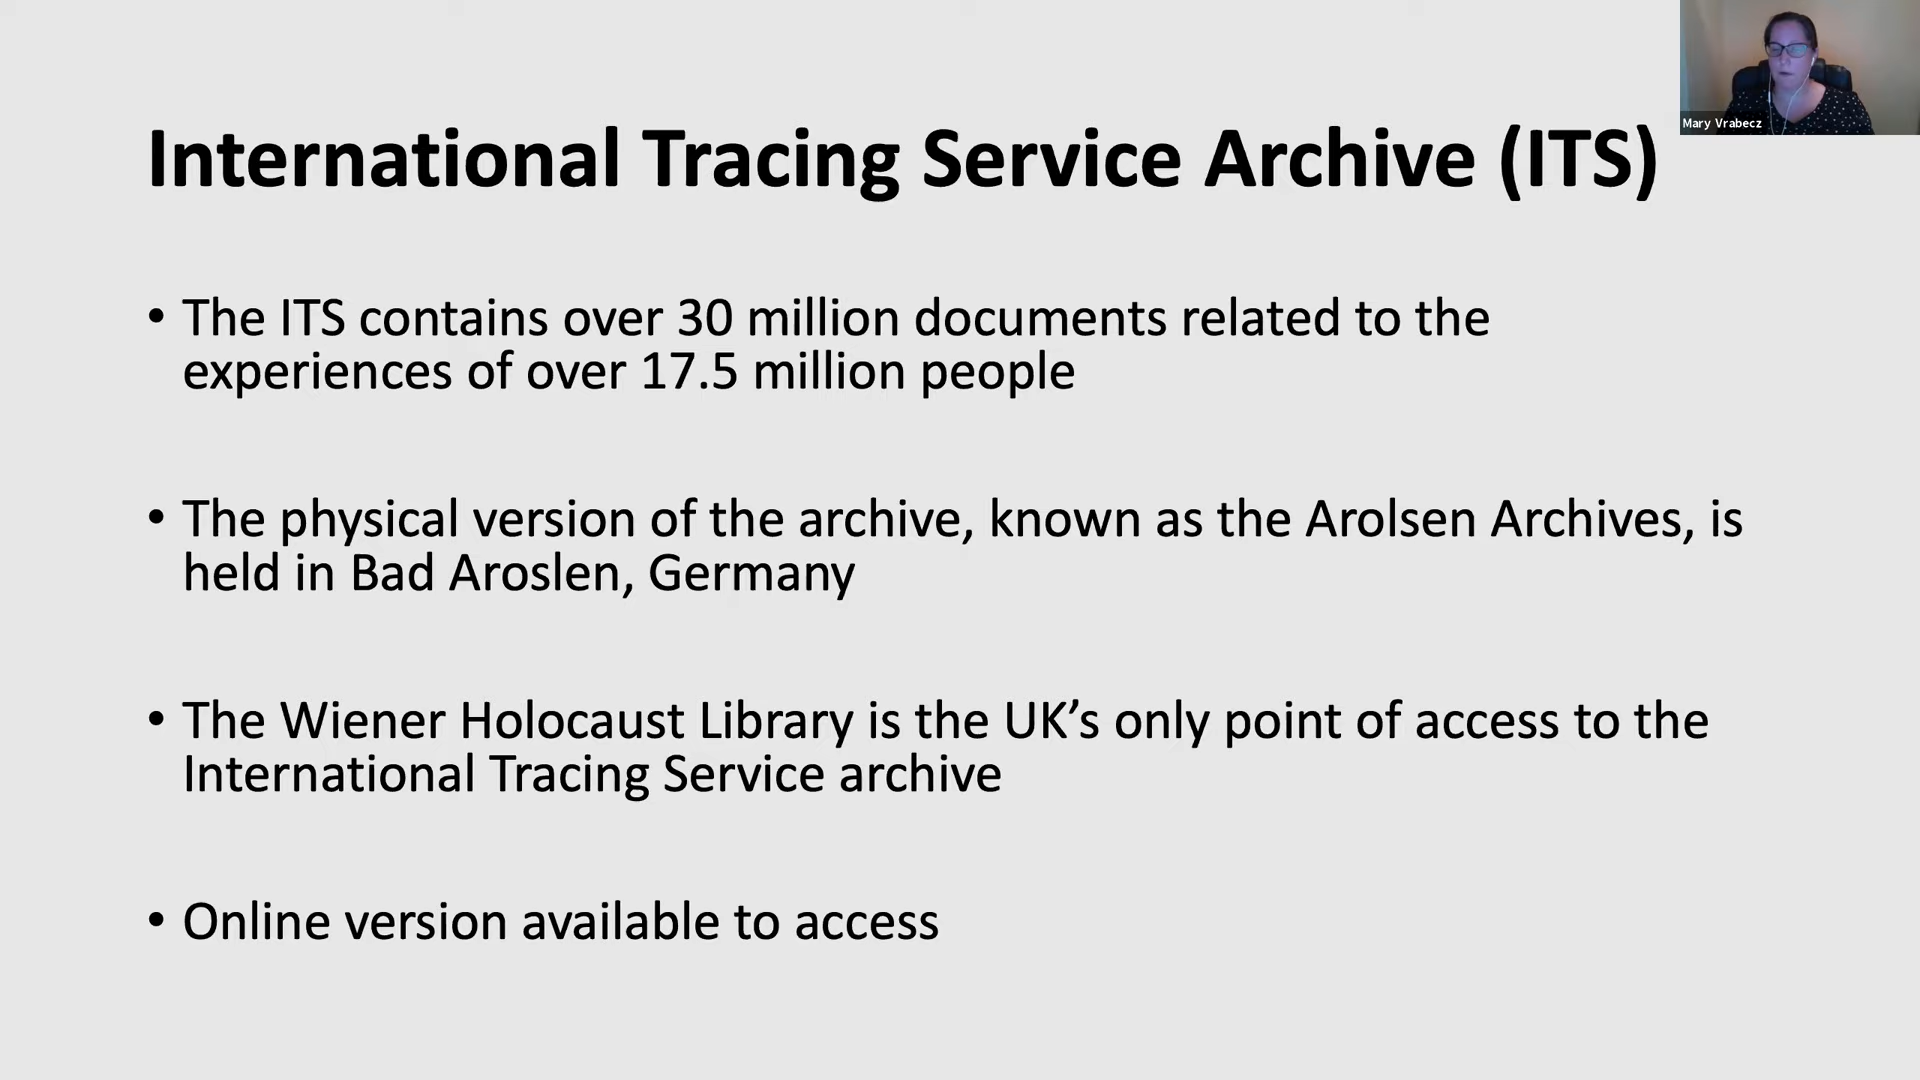 Mary Vrabecz
International Tracing Service Archive (ITS)
• The ITS contains over 30 million documents related to the
experiences of over 17.5 million people
• The physical version of the archive, known as the Arolsen Archives, is
held in Bad Aroslen, Germany
• The Wiener Holocaust Library is the UK’s only point of access to the
International Tracing Service archive
• Online version available to access